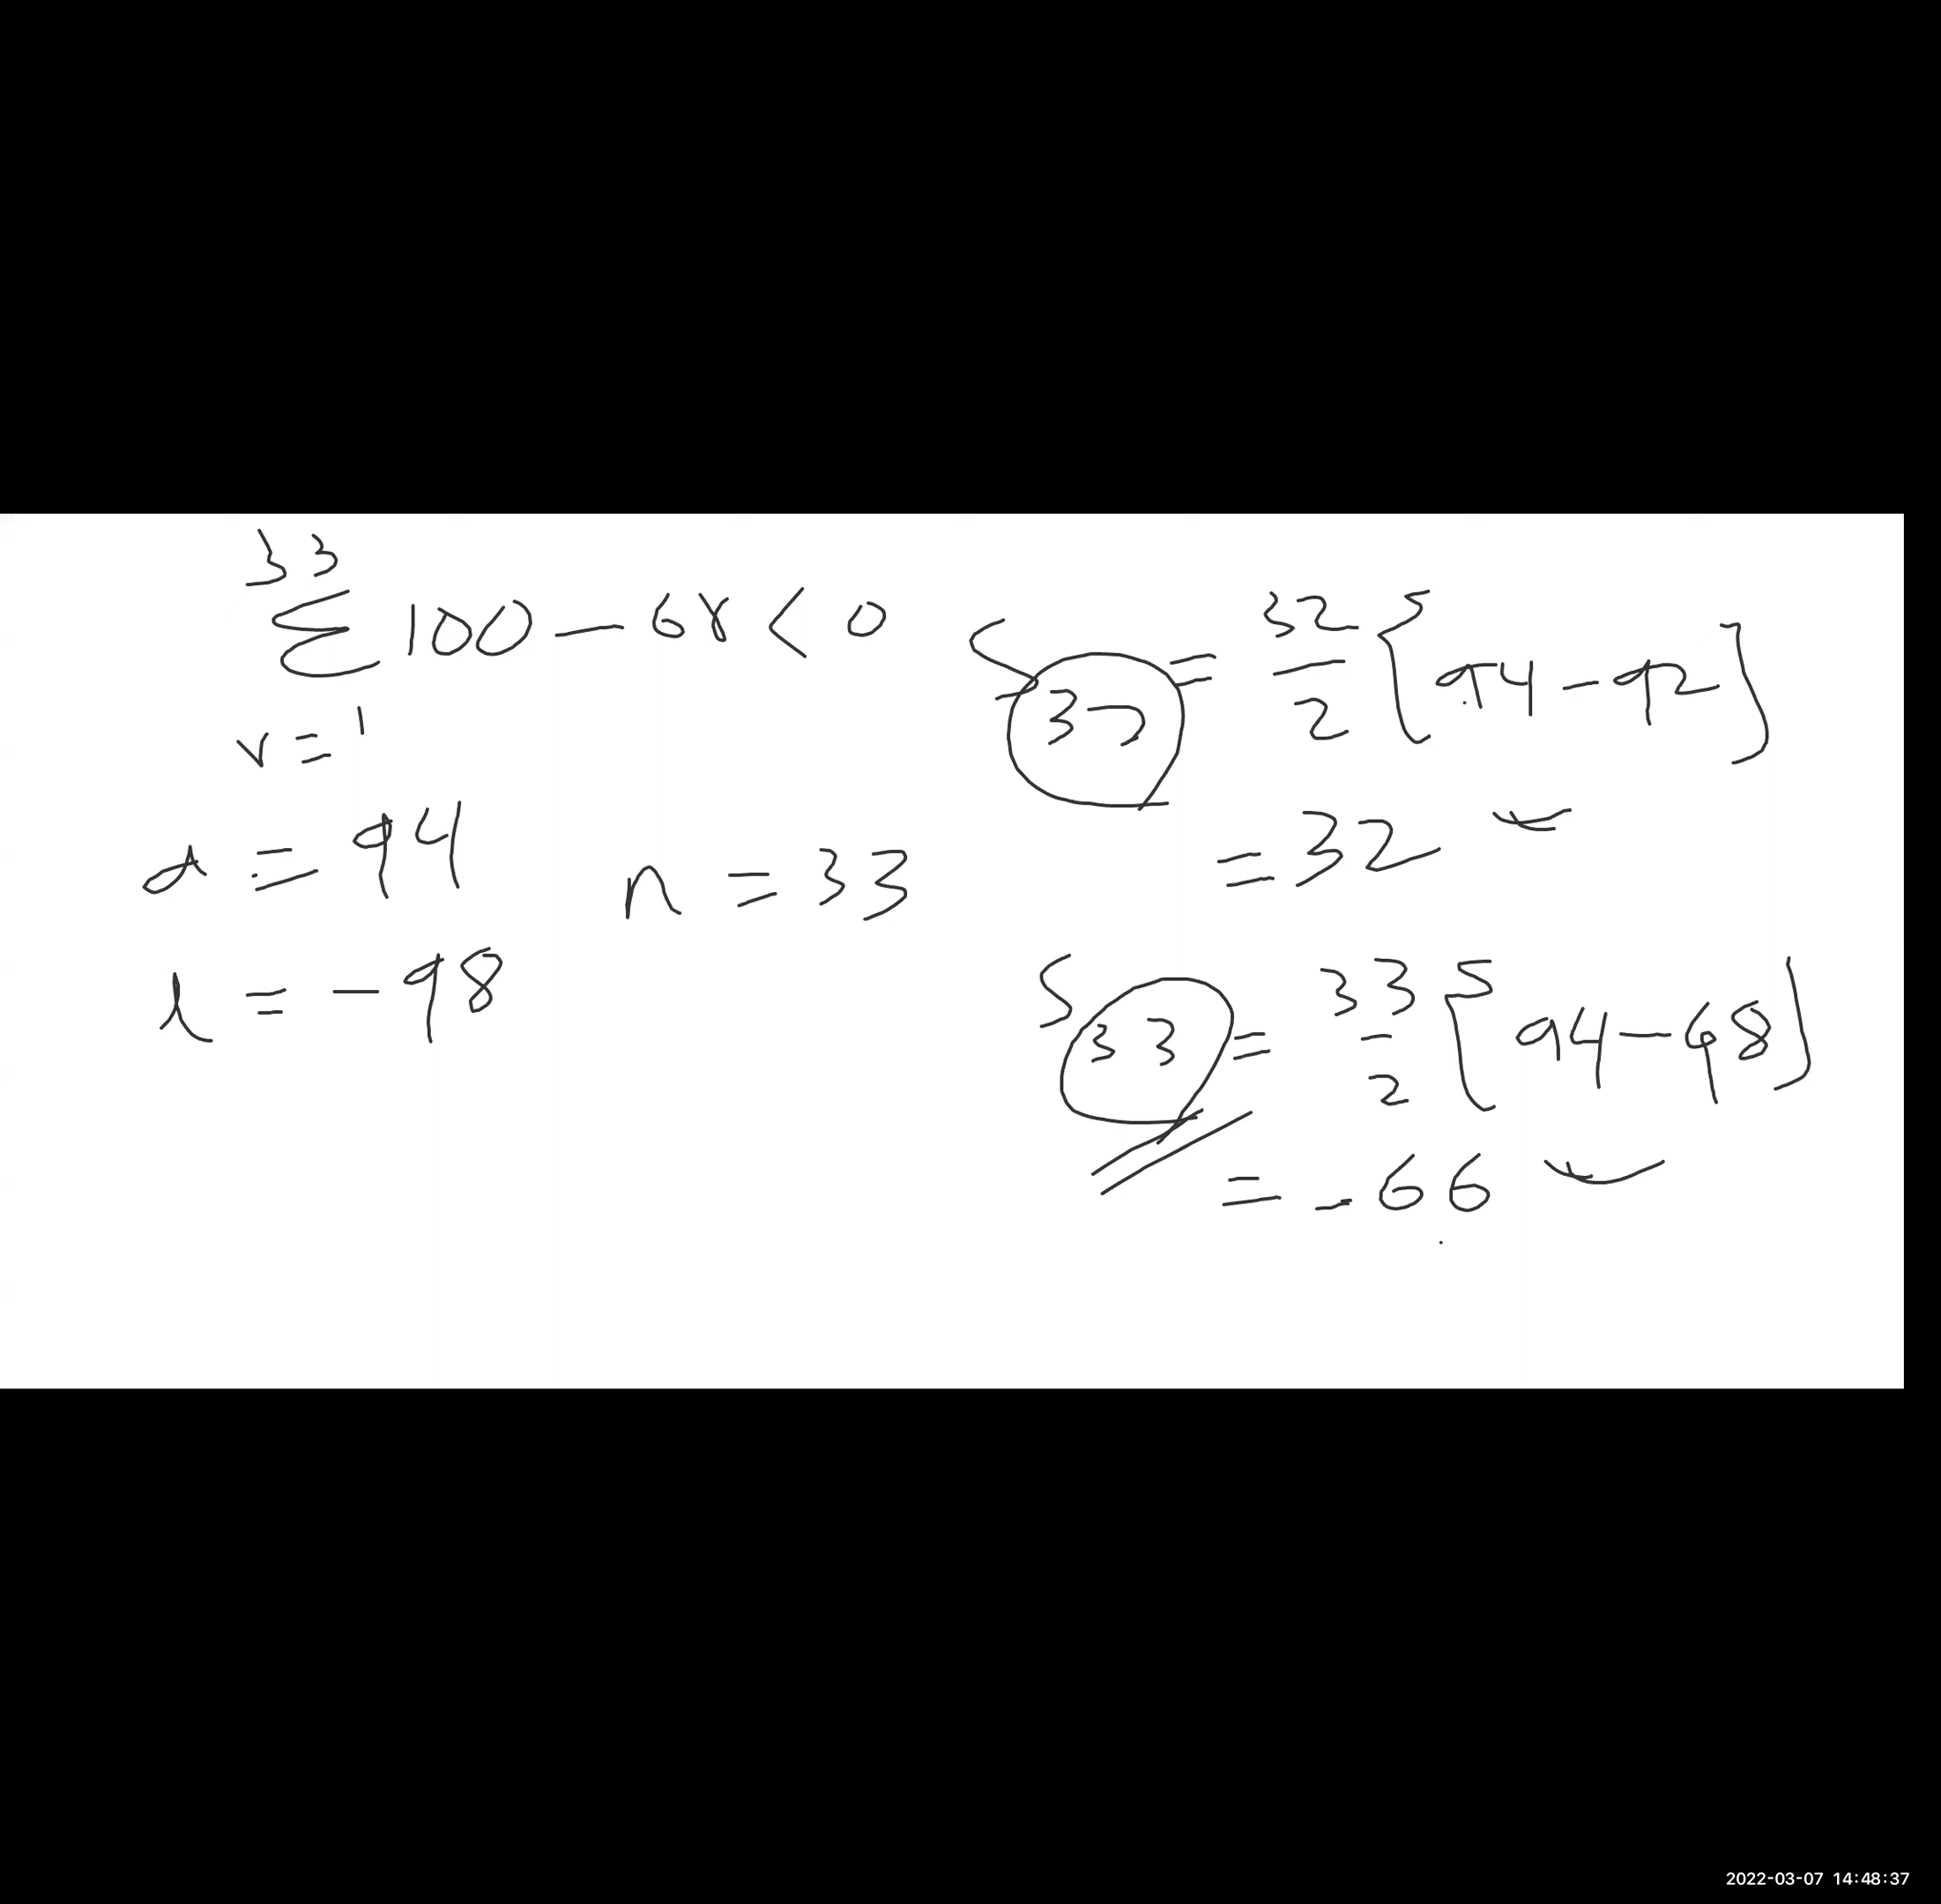 33
Σ 100 - 6r < 0
r = 1
a = 94
n = 33
l = -98
S32 = 32/2 [94 - 92]
= 32
S33 = 33/2 [94 - 98]
= -66
2022-03-07 14:48:37